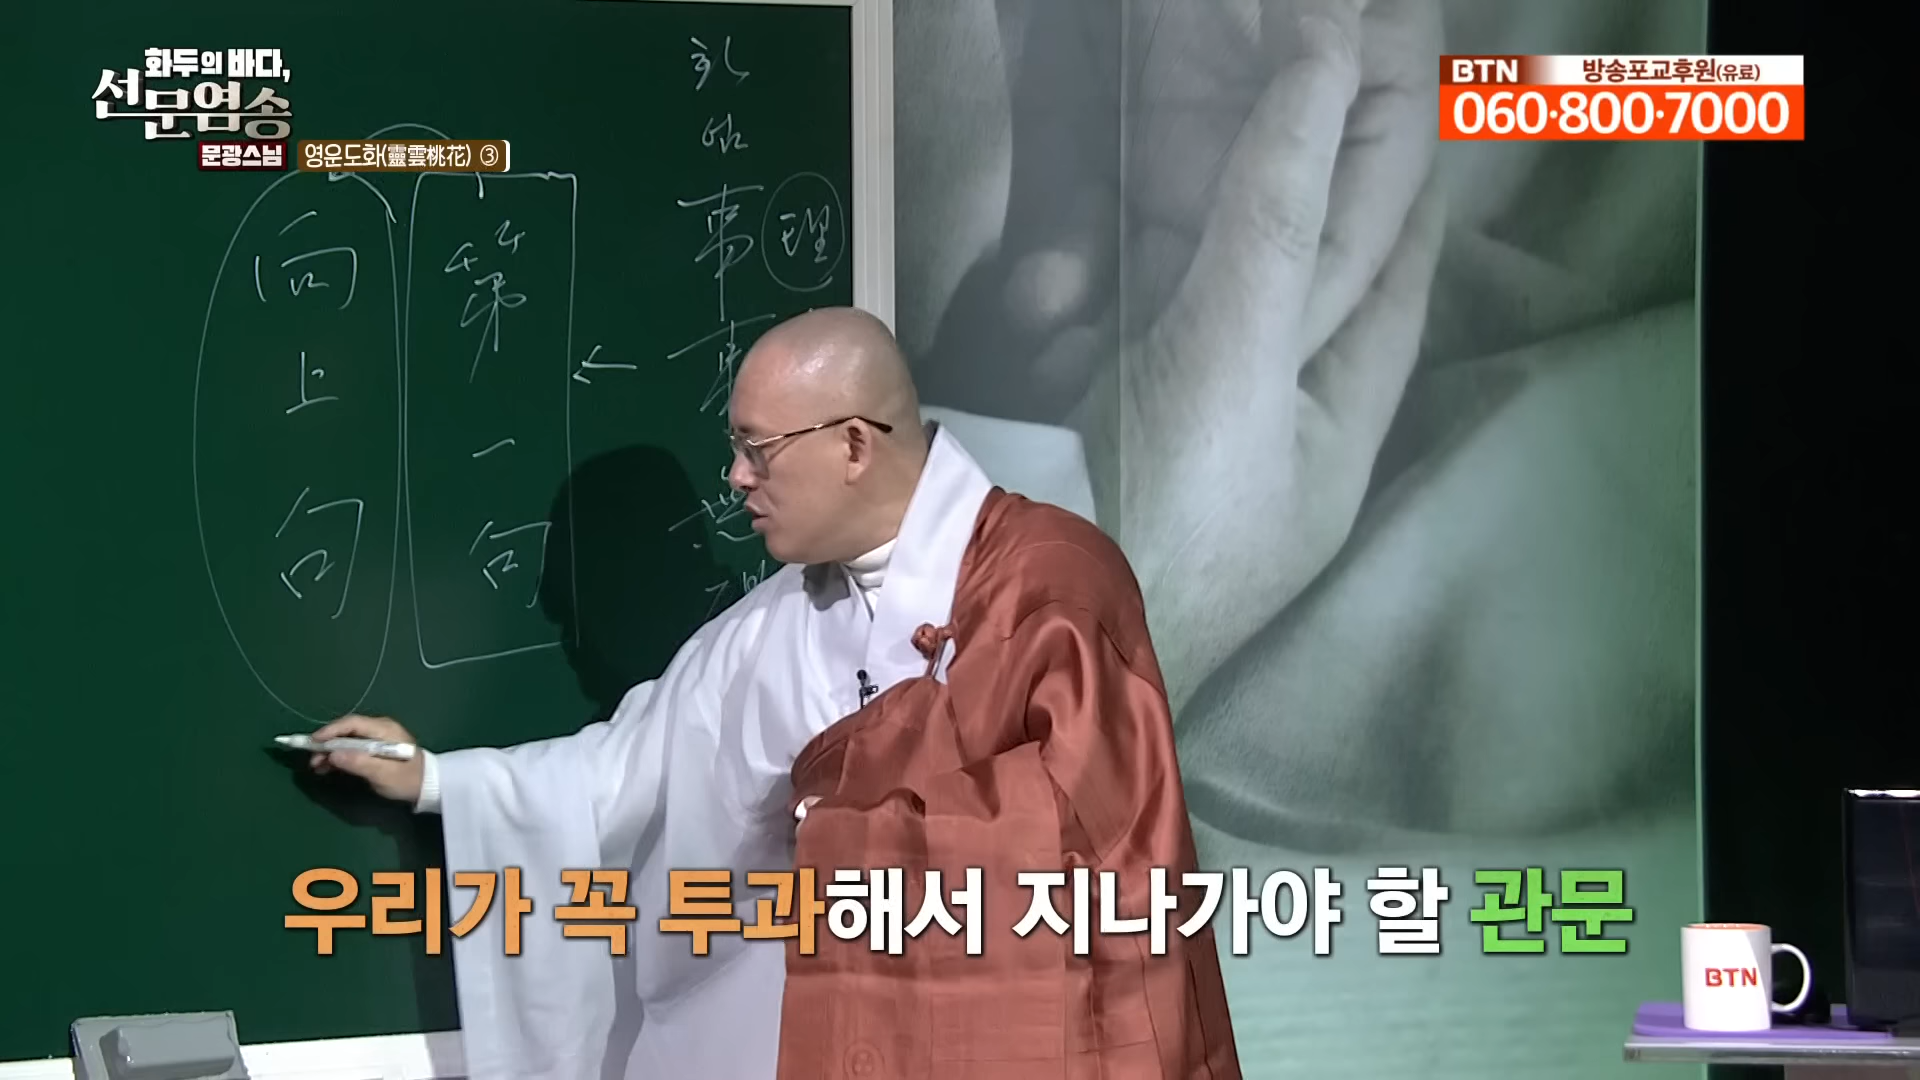 화두의 바다,
선문염송
문광스님 영운도화(靈雲桃花) ③
BTN 방송포교후원(유료)
060·800·7000
理
事
第一句
向上句
우리가 꼭 투과해서 지나가야 할 관문
BTN